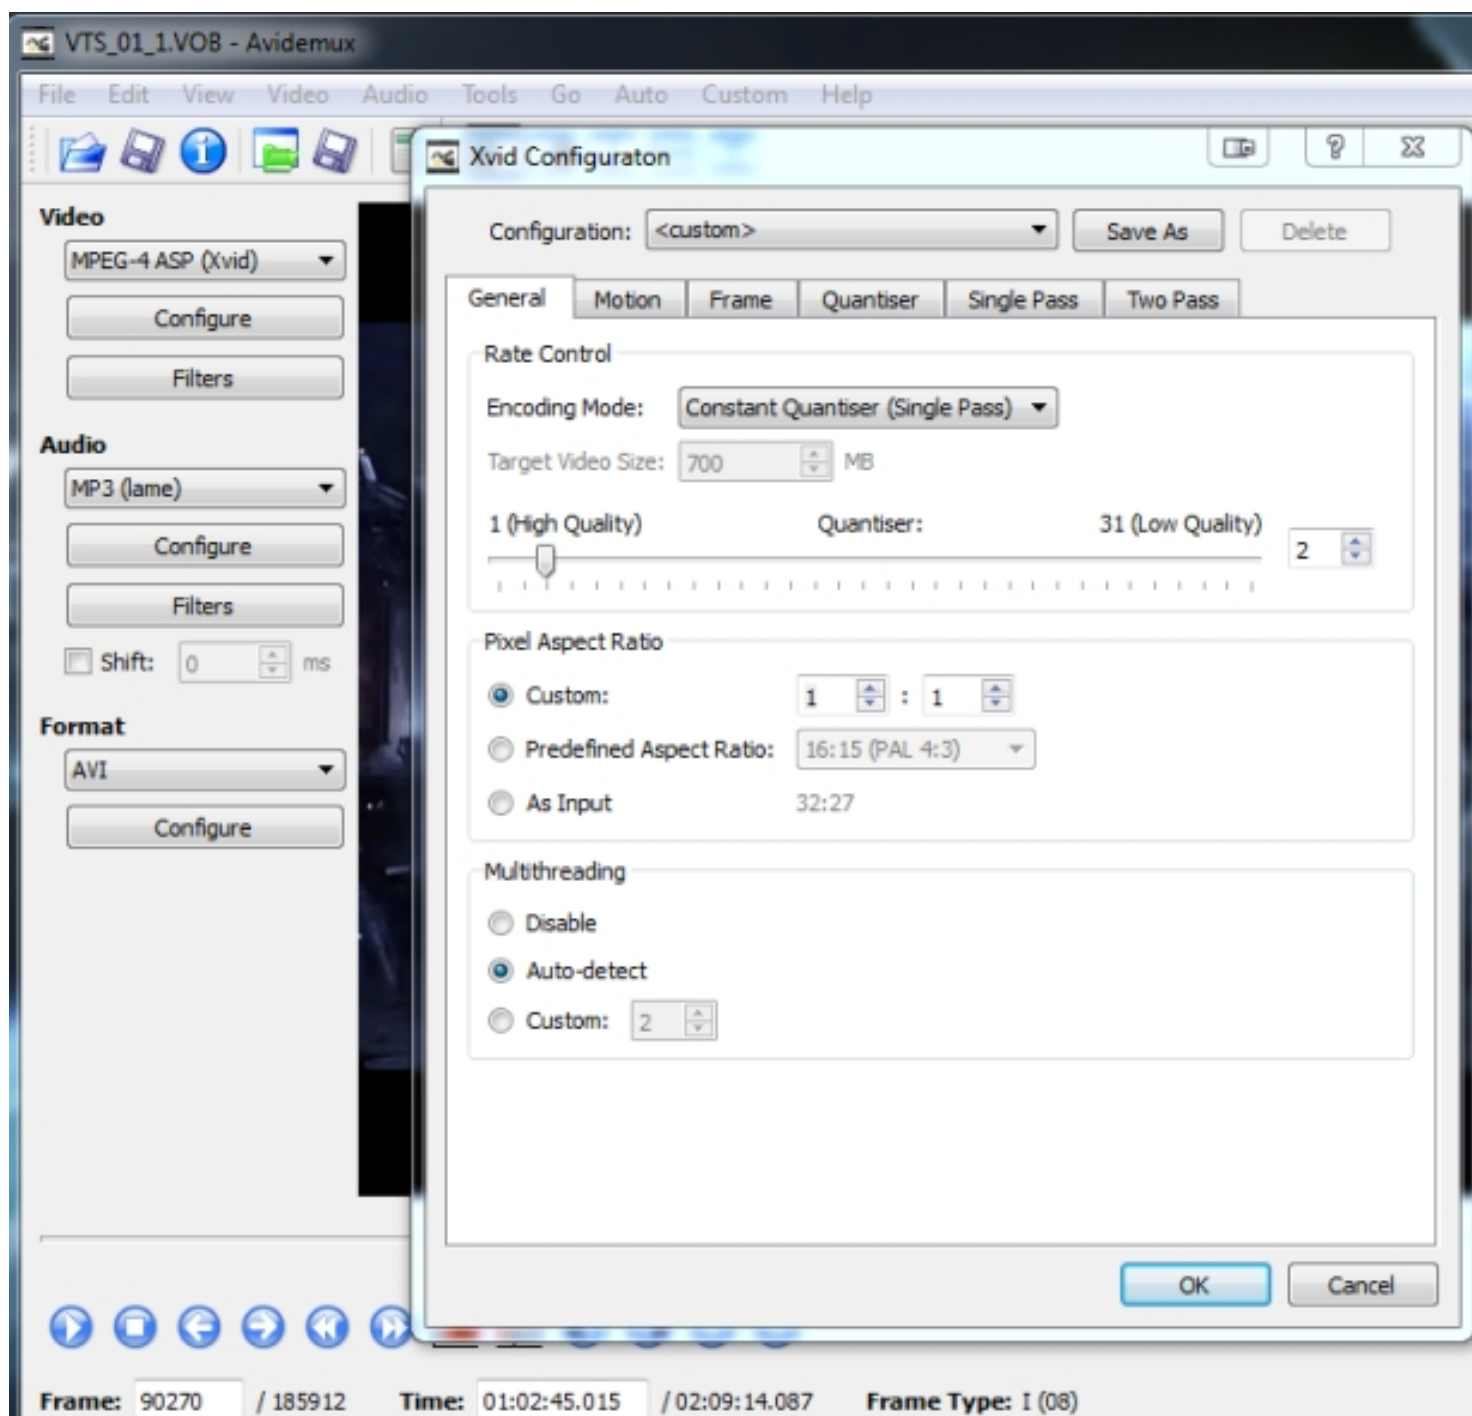 VTS_01_1.VOB - Avidemux
File Edit View Video Audio Tools Go Auto Custom Help
Xvid Configuraton
Video
MPEG-4 ASP (Xvid)
Configure
Filters
Audio
MP3 (lame)
Configure
Filters
Shift: 0 ms
Format
AVI
Configure
Configuration: <custom> Save As Delete
General Motion Frame Quantiser Single Pass Two Pass
Rate Control
Encoding Mode: Constant Quantiser (Single Pass)
Target Video Size: 700 MB
1 (High Quality) Quantiser: 31 (Low Quality) 2
Pixel Aspect Ratio
Custom: 1 : 1
Predefined Aspect Ratio: 16:15 (PAL 4:3)
As Input 32:27
Multithreading
Disable
Auto-detect
Custom: 2
OK Cancel
Frame: 90270 / 185912 Time: 01:02:45.015 / 02:09:14.087 Frame Type: I (08)